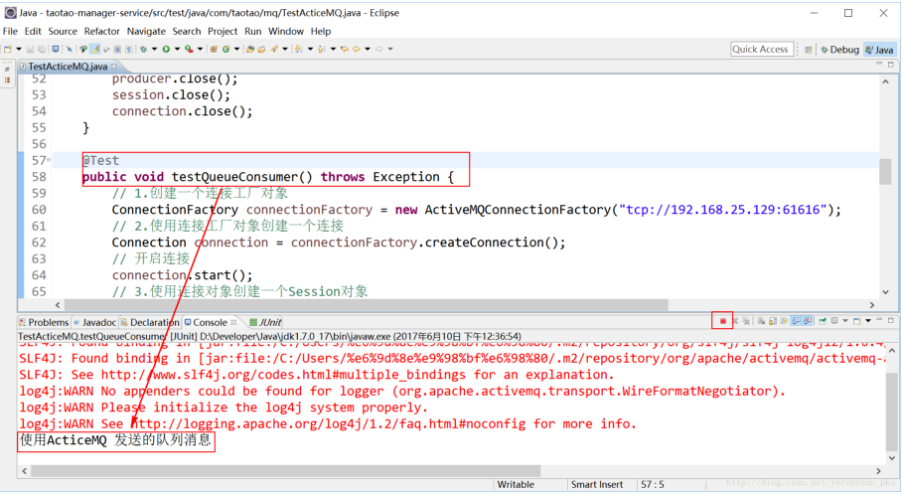 Java - taotao-manager-service/src/test/java/com/taotao/mq/TestActiceMQ.java - Eclipse
File Edit Source Refactor Navigate Search Project Run Window Help
Quick Access Debug Java
TestActiceMQ.java
52 producer.close();
53 session.close();
54 connection.close();
55 }
56
57 @Test
58 public void testQueueConsumer() throws Exception {
59 // 1.创建一个连接工厂对象
60 ConnectionFactory connectionFactory = new ActiveMQConnectionFactory("tcp://192.168.25.129:61616");
61 // 2.使用连接工厂对象创建一个连接
62 Connection connection = connectionFactory.createConnection();
63 // 开启连接
64 connection.start();
65 // 3.使用连接对象创建一个Session对象
Problems Javadoc Declaration Console JUnit
TestActiceMQ.testQueueConsumer [JUnit] D:\Developer\Java\jdk1.7.0_17\bin\javaw.exe (2017年6月10日 下午12:36:54)
SLF4J: Found binding in [jar:file:/C:/Users/%e6%9d%8e%e9%98%bf%e6%98%80/.m2/repository/org/slf4j/slf4j-log4j12/1.6.4/
SLF4J: Found binding in [jar:file:/C:/Users/%e6%9d%8e%e9%98%bf%e6%98%80/.m2/repository/org/apache/activemq/activemq-a
SLF4J: See http://www.slf4j.org/codes.html#multiple_bindings for an explanation.
log4j:WARN No appenders could be found for logger (org.apache.activemq.transport.WireFormatNegotiator).
log4j:WARN Please initialize the log4j system properly.
log4j:WARN See http://logging.apache.org/log4j/1.2/faq.html#noconfig for more info.
使用ActiceMQ 发送的队列消息
Writable Smart Insert 57 : 5